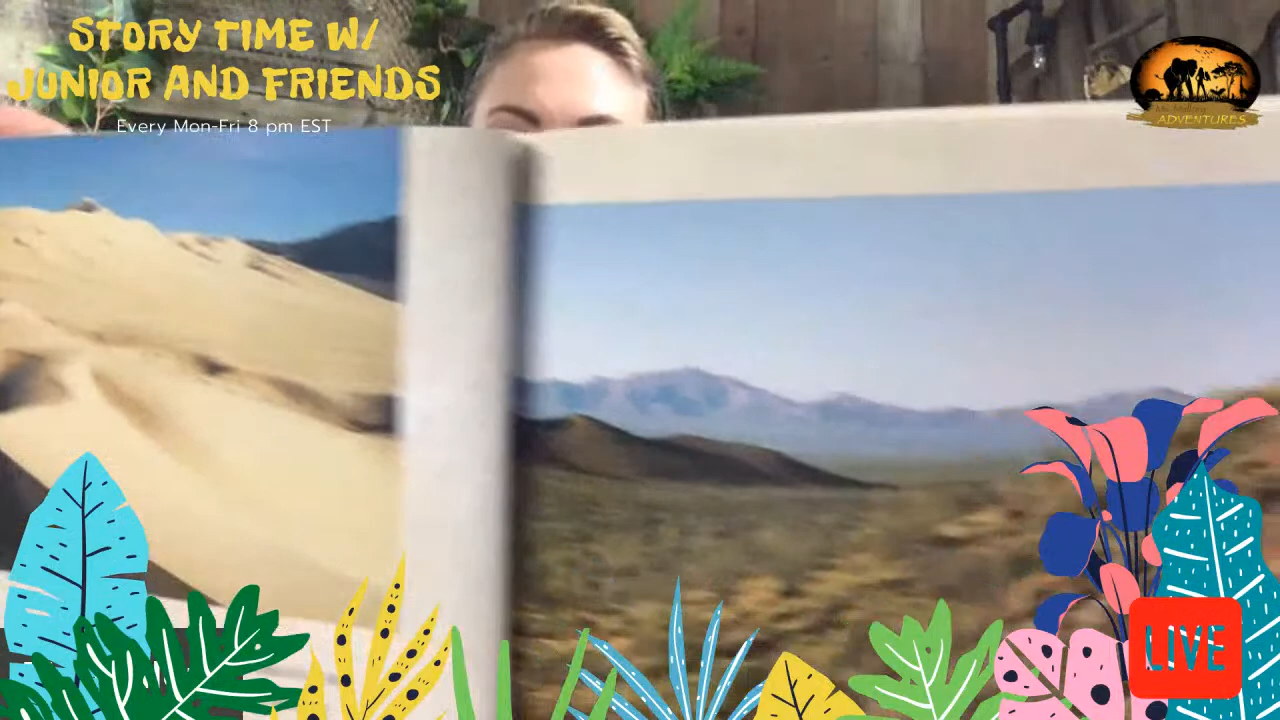 STORY TIME W/
JUNIOR AND FRIENDS
Every Mon-Fri 8 pm EST
ADVENTURES
LIVE